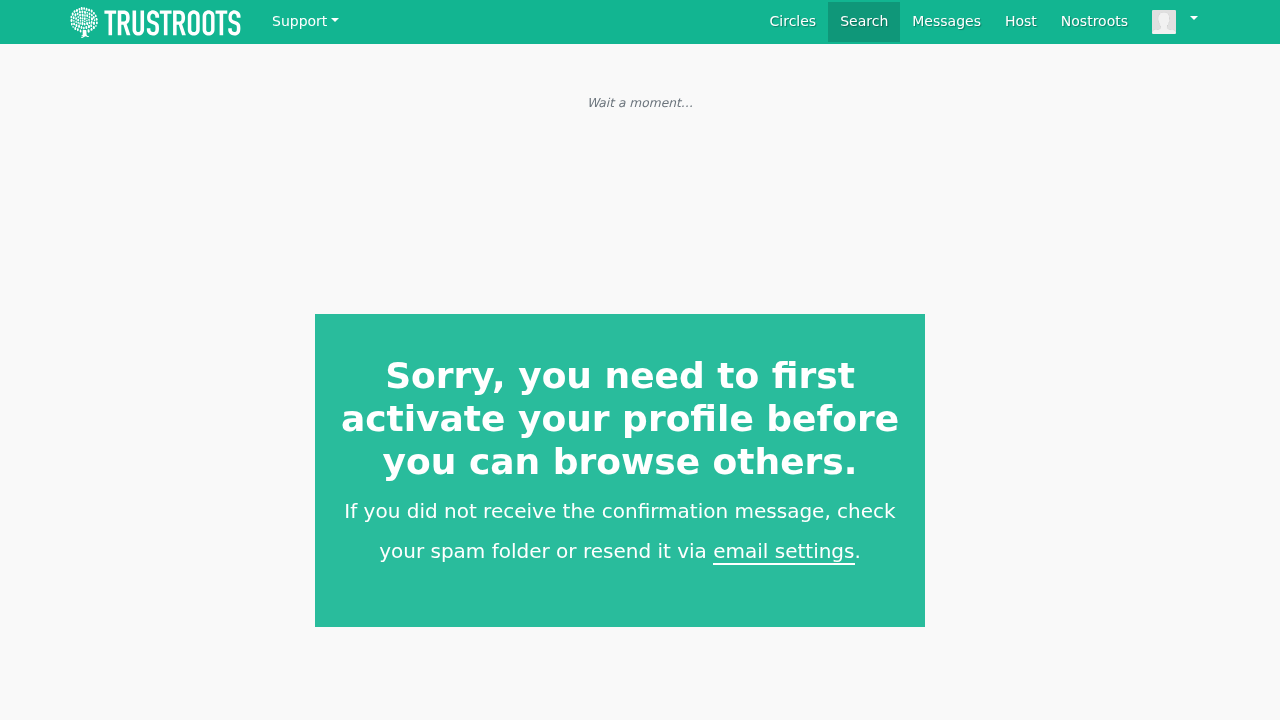 TRUSTROOTS Support Circles Search Messages Host Nostroots
Wait a moment...
Sorry, you need to first
activate your profile before
you can browse others.
If you did not receive the confirmation message, check
your spam folder or resend it via email settings.